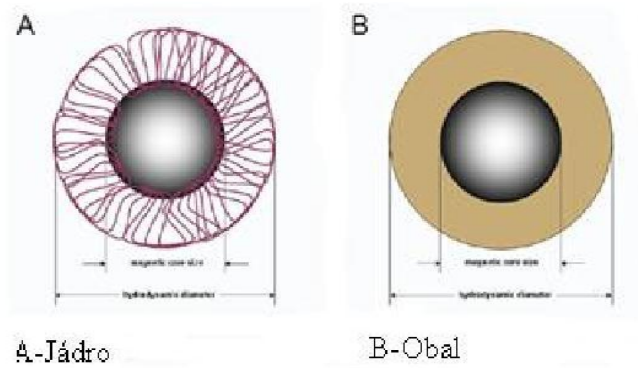 A
B
magnetic core size
magnetic core size
hydrodynamic diameter
hydrodynamic diameter
A-Jádro
B-Obal